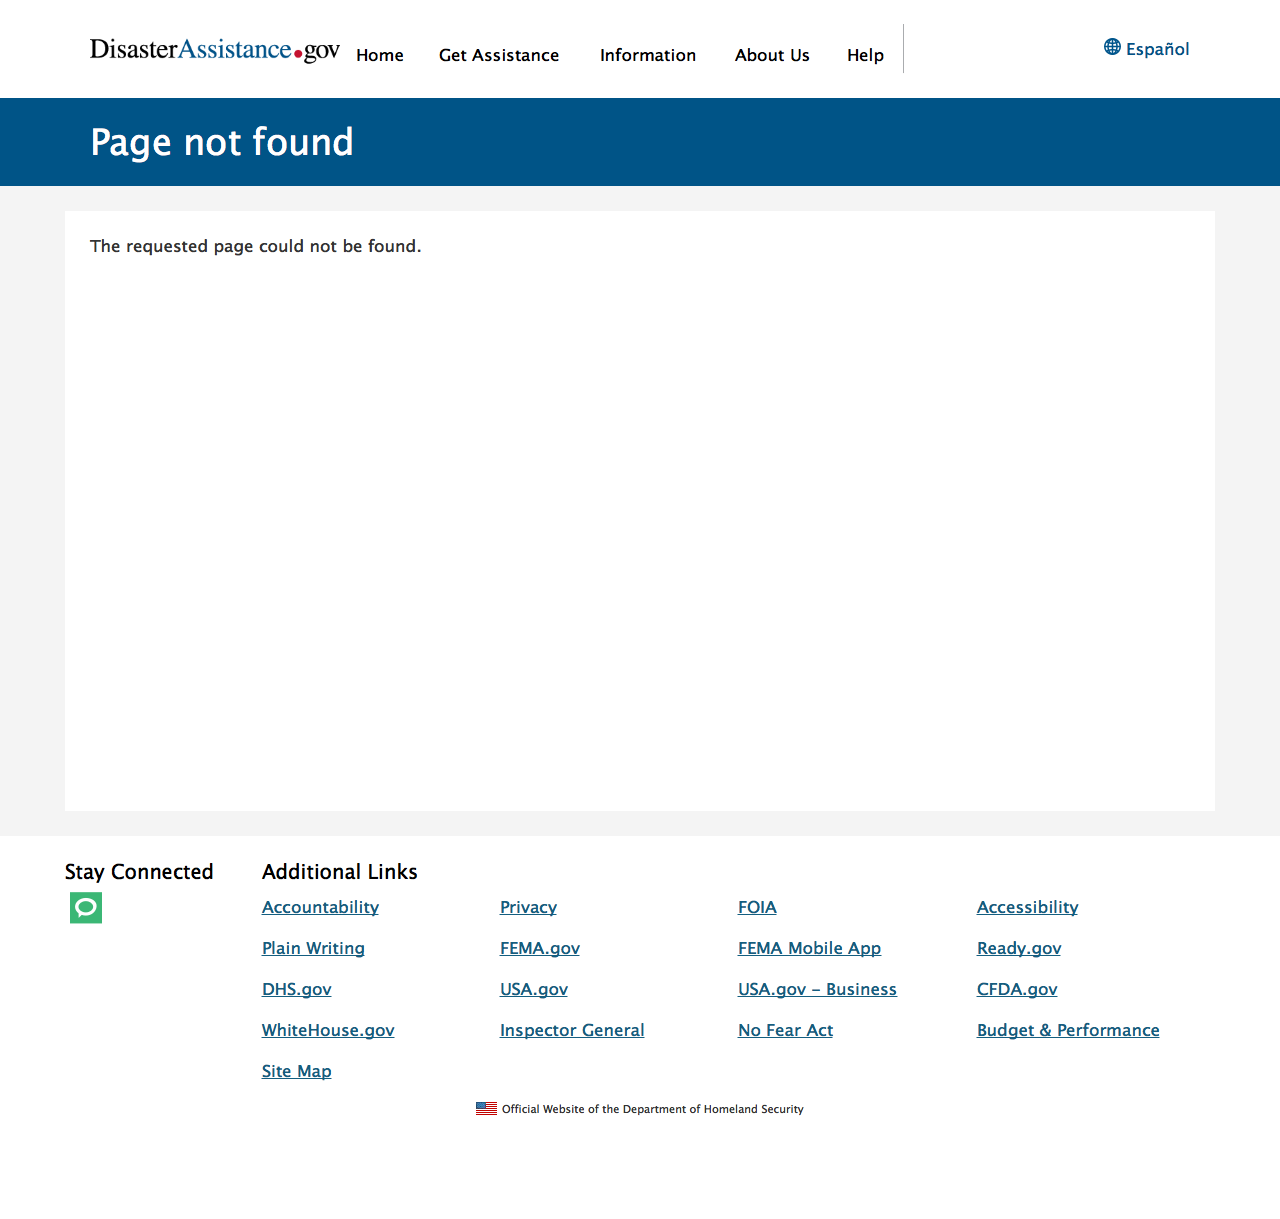 DisasterAssistance.gov Home Get Assistance Information About Us Help Español
Page not found
The requested page could not be found.
Stay Connected Additional Links
Accountability Privacy FOIA Accessibility
Plain Writing FEMA.gov FEMA Mobile App Ready.gov
DHS.gov USA.gov USA.gov – Business CFDA.gov
WhiteHouse.gov Inspector General No Fear Act Budget & Performance
Site Map
Official Website of the Department of Homeland Security